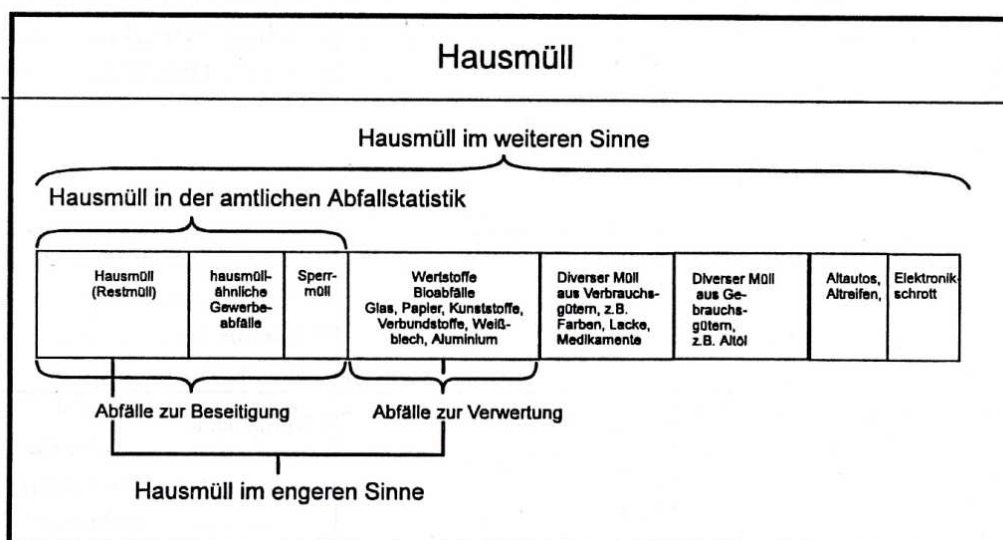 Hausmüll
Hausmüll im weiteren Sinne
Hausmüll in der amtlichen Abfallstatistik
Hausmüll
(Restmüll)
hausmüll-
ähnliche
Gewerbe-
abfälle
Sperr-
müll
Wertstoffe
Bioabfälle
Glas, Papier, Kunststoffe,
Verbundstoffe, Weiß-
blech, Aluminium
Diverser Müll
aus Verbrauchs-
gütern, z.B.
Farben, Lacke,
Medikamente
Diverser Müll
aus Ge-
brauchs-
gütern,
z.B. Altöl
Altautos,
Altreifen,
Elektronik-
schrott
Abfälle zur Beseitigung
Abfälle zur Verwertung
Hausmüll im engeren Sinne